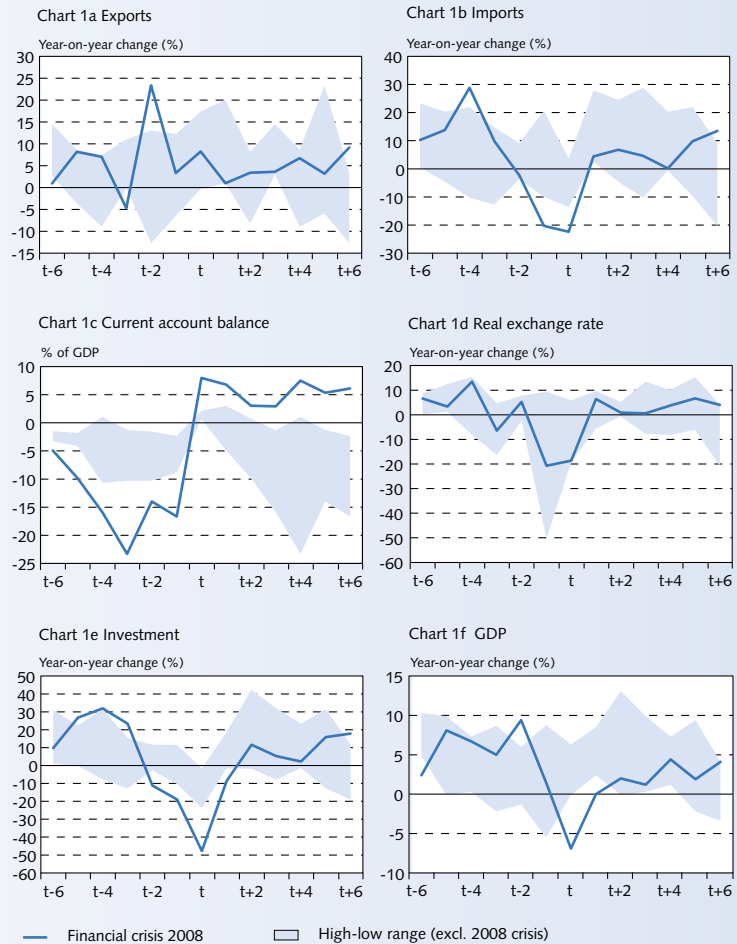 Chart 1a Exports
Year-on-year change (%)
30
25
20
15
10
5
0
-5
-10
-15
t-6 t-4 t-2 t t+2 t+4 t+6
Chart 1b Imports
Year-on-year change (%)
40
30
20
10
0
-10
-20
-30
t-6 t-4 t-2 t t+2 t+4 t+6
Chart 1c Current account balance
% of GDP
10
5
0
-5
-10
-15
-20
-25
t-6 t-4 t-2 t t+2 t+4 t+6
Chart 1d Real exchange rate
Year-on-year change (%)
20
10
0
-10
-20
-30
-40
-50
-60
t-6 t-4 t-2 t t+2 t+4 t+6
Chart 1e Investment
Year-on-year change (%)
50
40
30
20
10
0
-10
-20
-30
-40
-50
-60
t-6 t-4 t-2 t t+2 t+4 t+6
Chart 1f GDP
Year-on-year change (%)
15
10
5
0
-5
-10
t-6 t-4 t-2 t t+2 t+4 t+6
Financial crisis 2008 High-low range (excl. 2008 crisis)